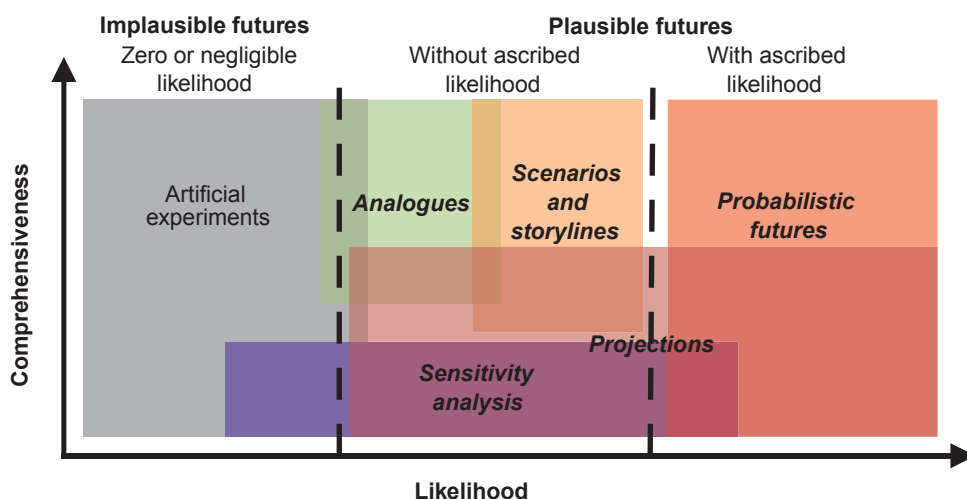 Implausible futures
Plausible futures
Zero or negligible
likelihood
Without ascribed
likelihood
With ascribed
likelihood
Comprehensiveness
Artificial
experiments
Analogues
Scenarios
and
storylines
Probabilistic
futures
Projections
Sensitivity
analysis
Likelihood